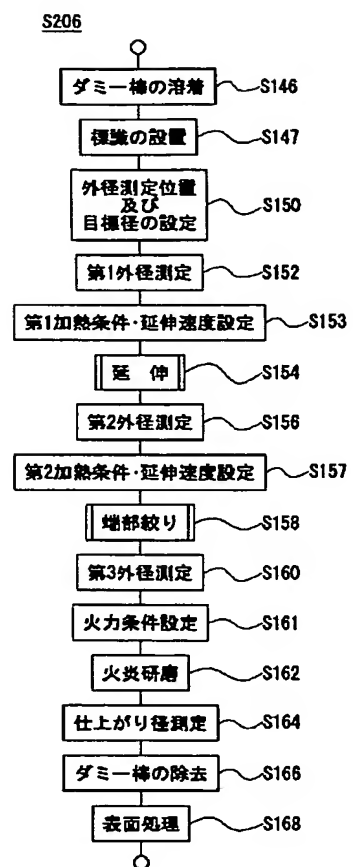 S206
ダミー棒の溶着 S146
標識の設置 S147
外径測定位置
及び
目標径の設定 S150
第1外径測定 S152
第1加熱条件・延伸速度設定 S153
延 伸 S154
第2外径測定 S156
第2加熱条件・延伸速度設定 S157
端部絞り S158
第3外径測定 S160
火力条件設定 S161
火炎研磨 S162
仕上がり径測定 S164
ダミー棒の除去 S166
表面処理 S168